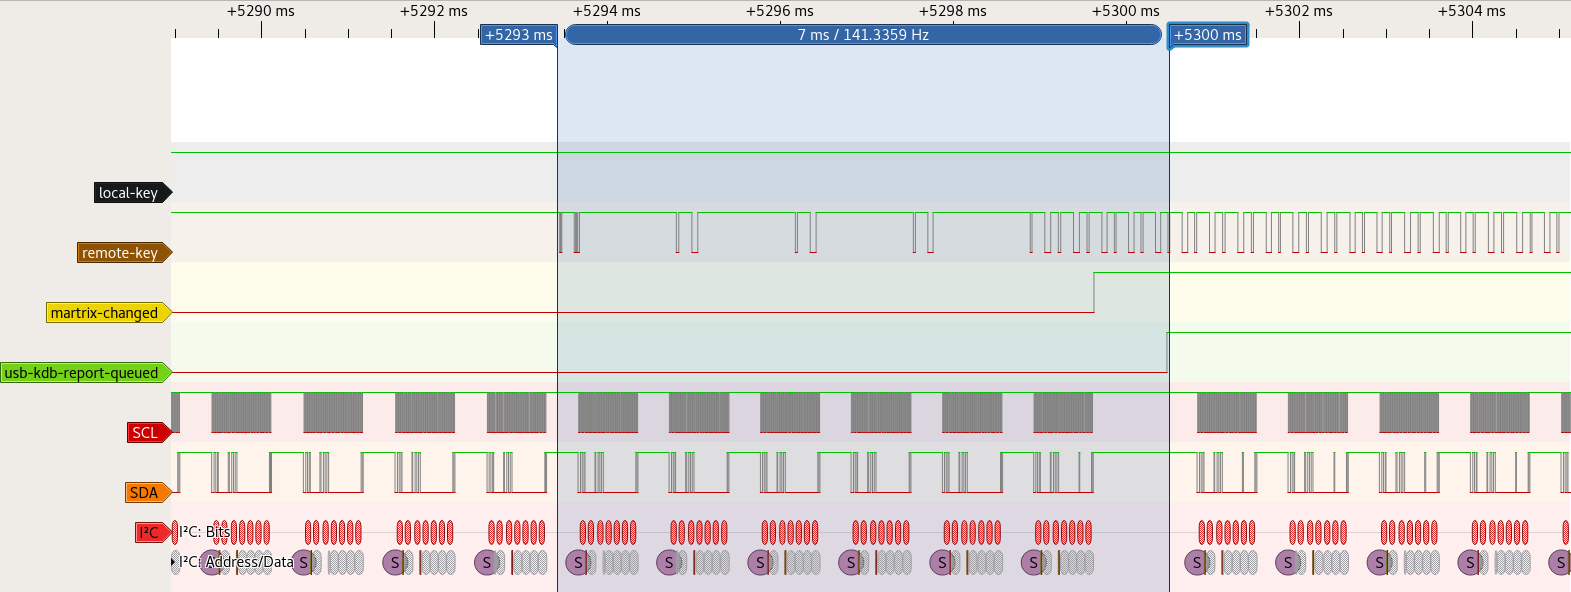 +5290 ms +5292 ms +5294 ms +5296 ms +5298 ms +5300 ms +5302 ms +5304 ms
+5293 ms 7 ms / 141.3359 Hz +5300 ms
local-key
remote-key
martrix-changed
usb-kdb-report-queued
SCL
SDA
I²C I²C: Bits
I²C: Address/Data S S S S S S S S S S S S S S